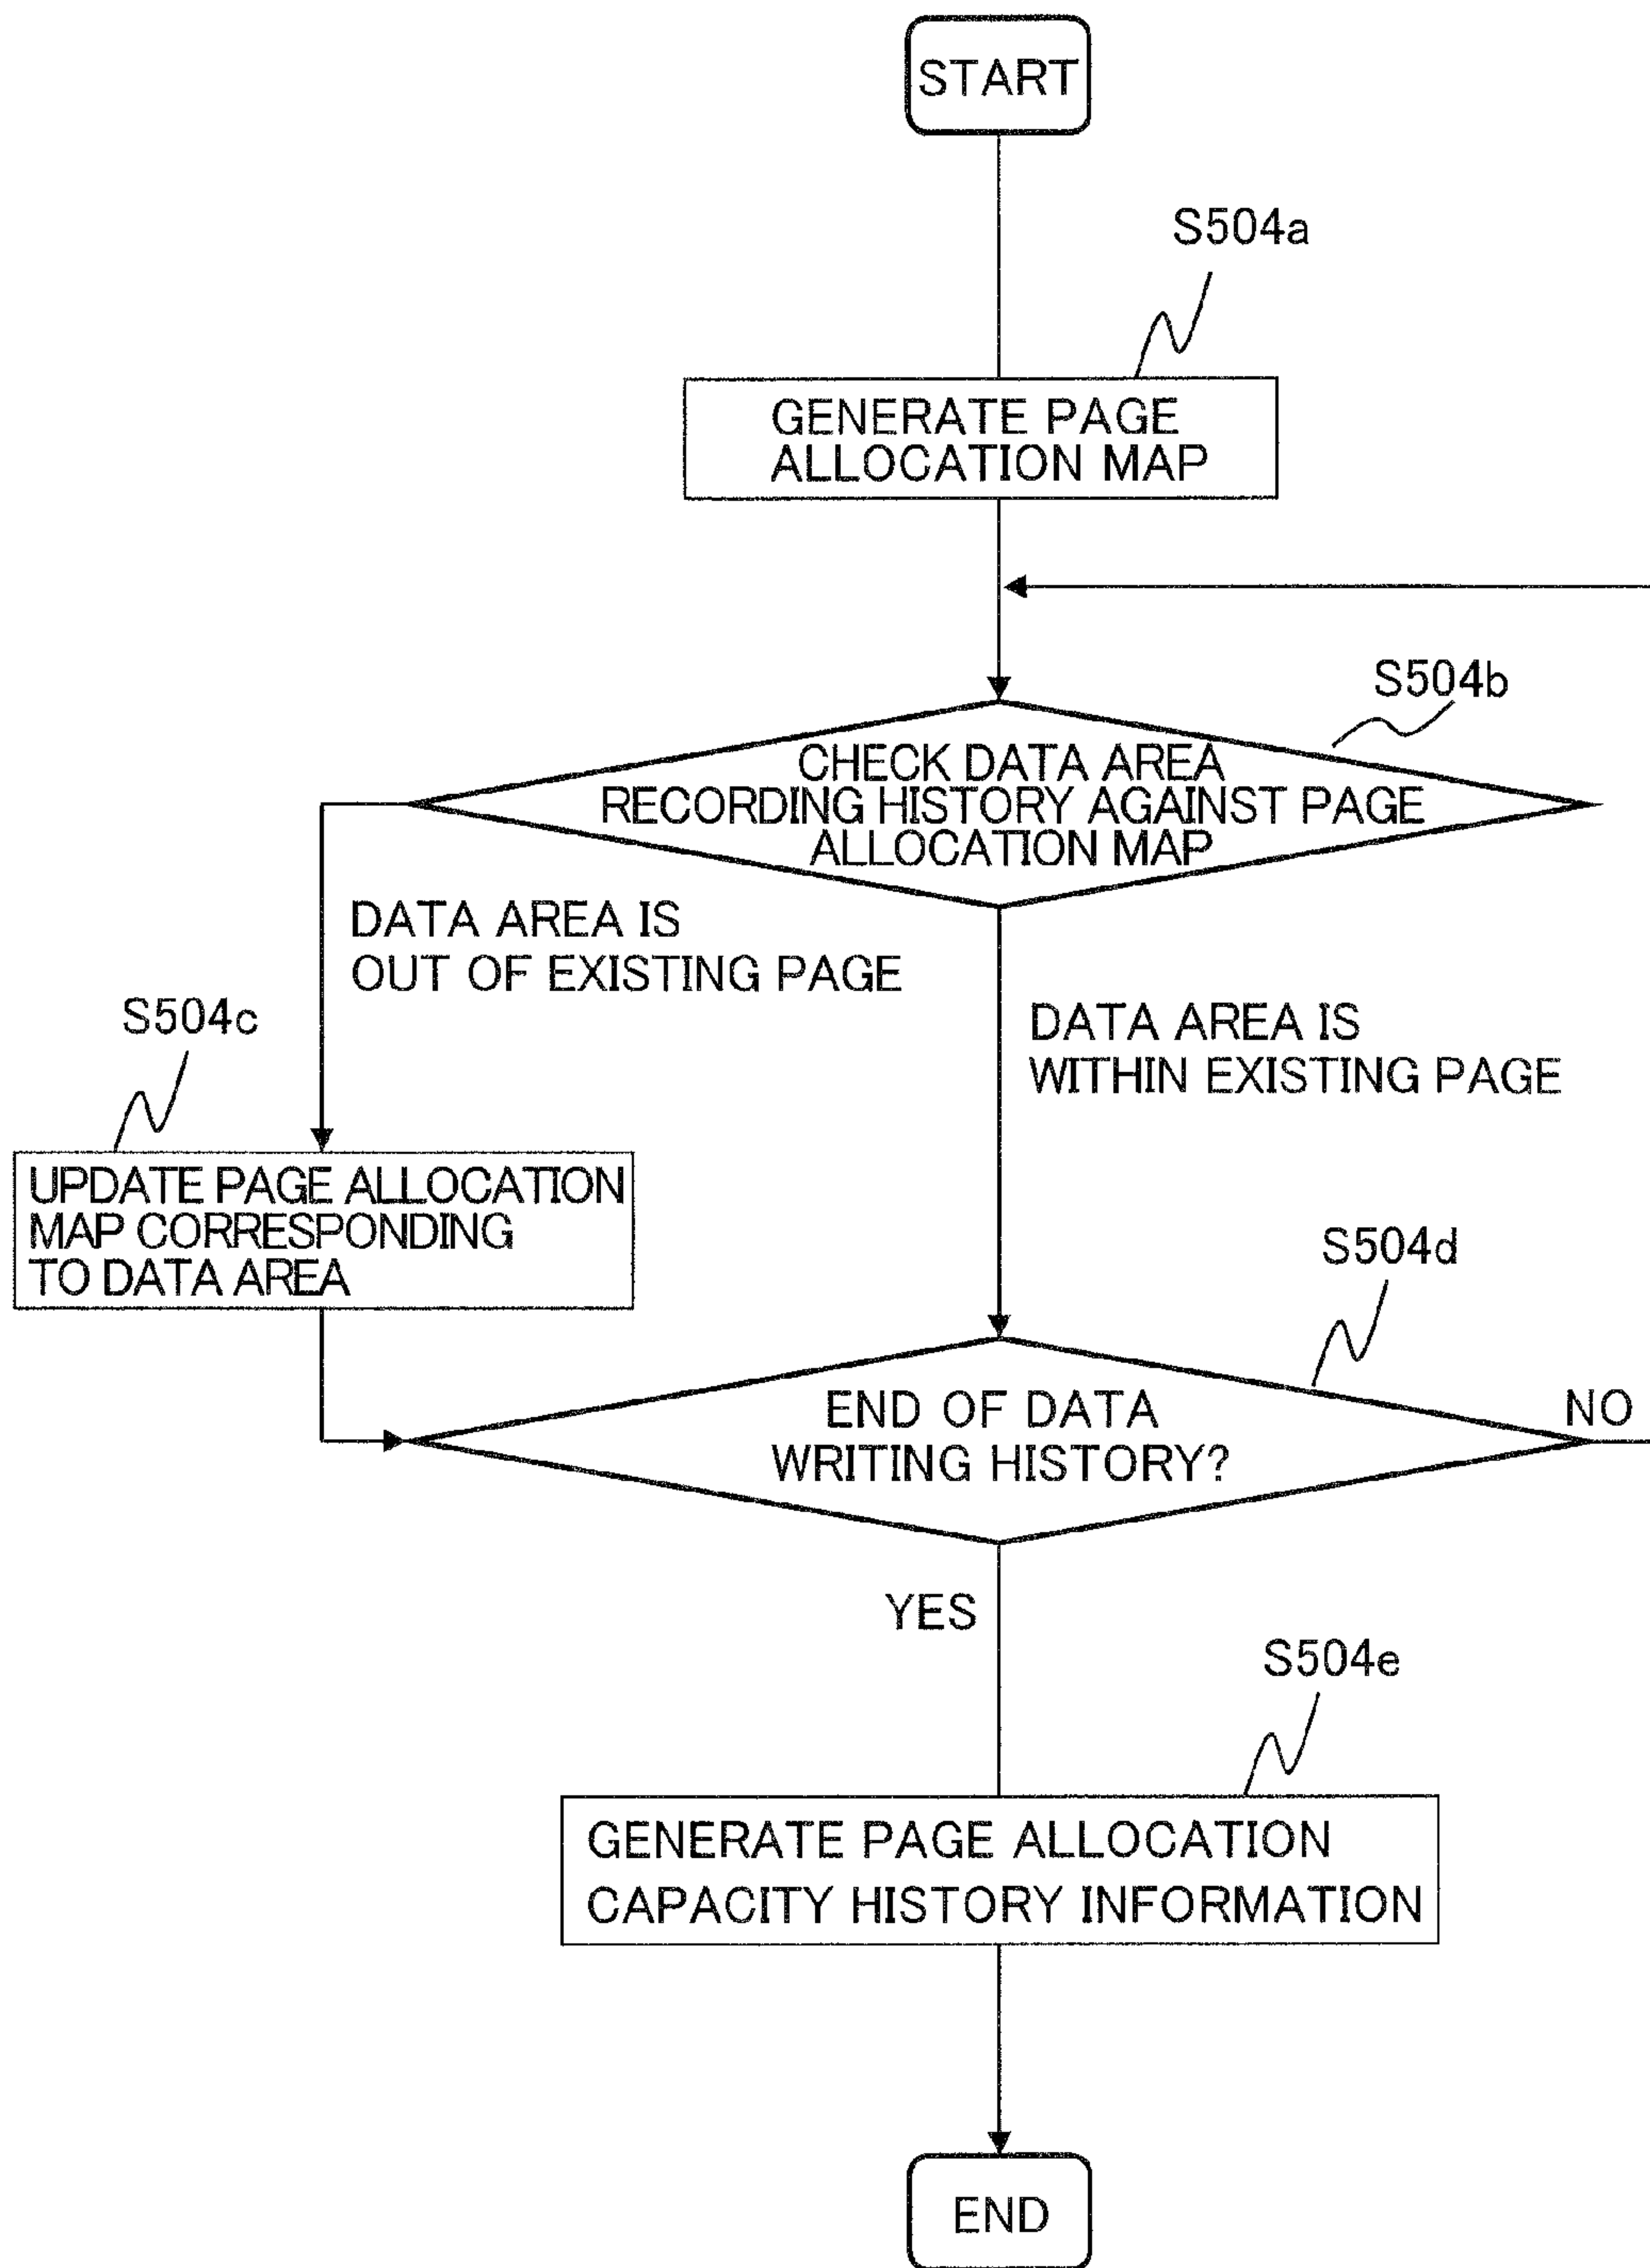 START
S504a
GENERATE PAGE
ALLOCATION MAP
S504b
CHECK DATA AREA
RECORDING HISTORY AGAINST PAGE
ALLOCATION MAP
DATA AREA IS
OUT OF EXISTING PAGE
DATA AREA IS
WITHIN EXISTING PAGE
S504c
UPDATE PAGE ALLOCATION
MAP CORRESPONDING
TO DATA AREA
S504d
END OF DATA
WRITING HISTORY?
NO
YES
S504e
GENERATE PAGE ALLOCATION
CAPACITY HISTORY INFORMATION
END